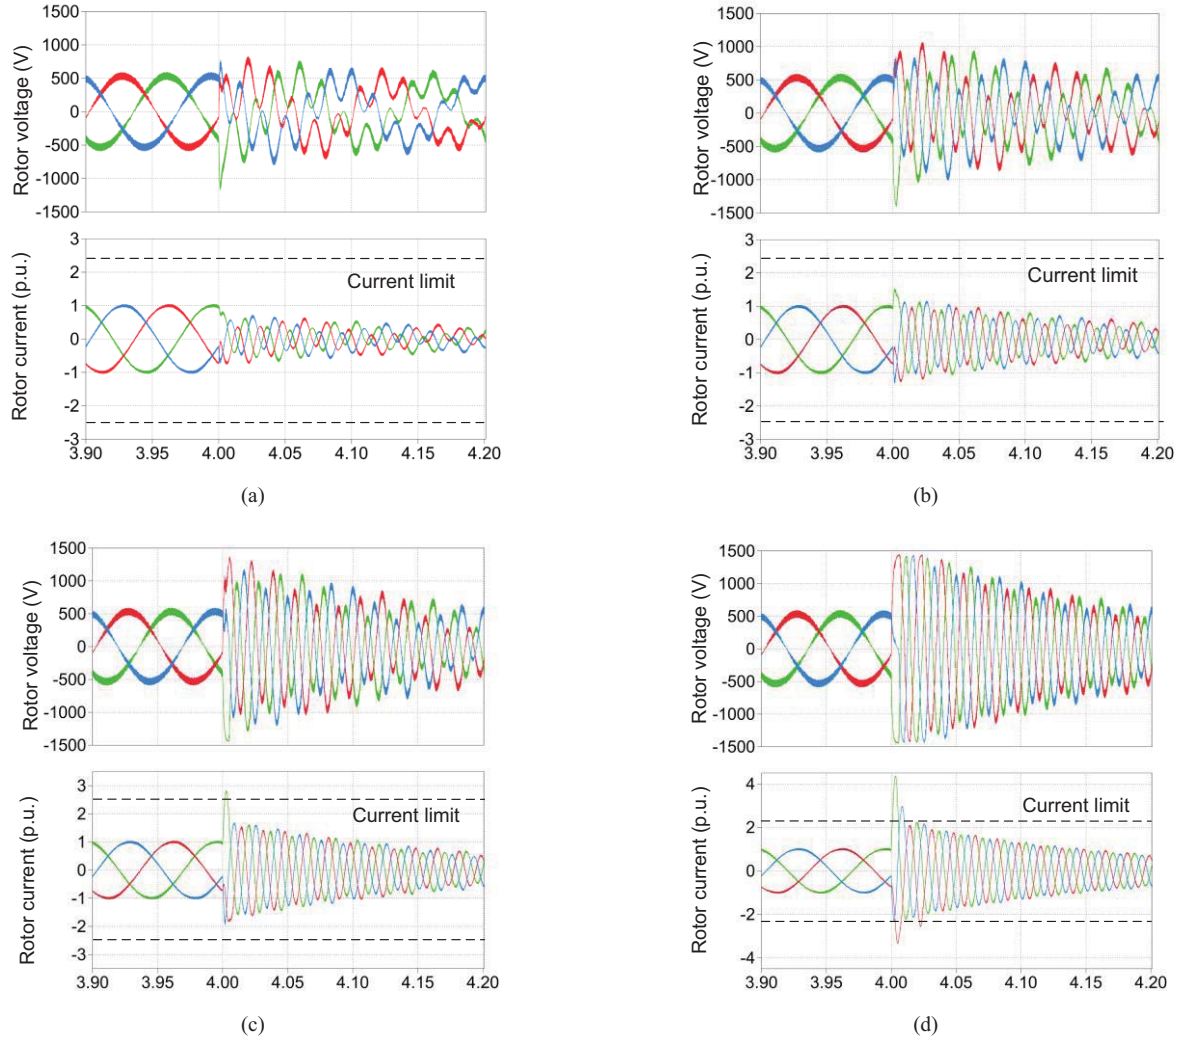 Rotor voltage (V)
1500
1000
500
0
-500
-1000
-1500
Rotor current (p.u.)
3
2
1
0
-1
-2
-3
Current limit
3.90 3.95 4.00 4.05 4.10 4.15 4.20
(a)
Rotor voltage (V)
1500
1000
500
0
-500
-1000
-1500
Rotor current (p.u.)
3
2
1
0
-1
-2
-3
Current limit
3.90 3.95 4.00 4.05 4.10 4.15 4.20
(b)
Rotor voltage (V)
1500
1000
500
0
-500
-1000
-1500
Rotor current (p.u.)
3
2
1
0
-1
-2
-3
Current limit
3.90 3.95 4.00 4.05 4.10 4.15 4.20
(c)
Rotor voltage (V)
1500
1000
500
0
-500
-1000
-1500
Rotor current (p.u.)
4
2
0
-2
-4
Current limit
3.90 3.95 4.00 4.05 4.10 4.15 4.20
(d)